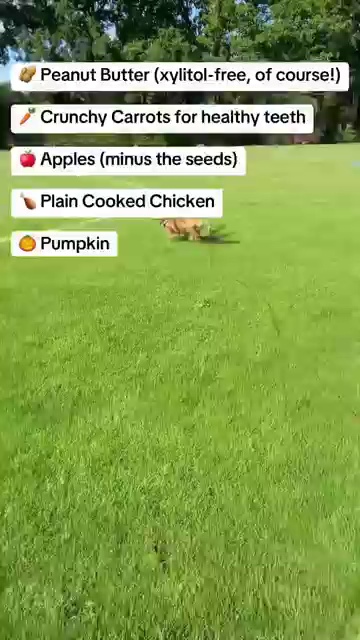 🥜 Peanut Butter (xylitol-free, of course!)
🥕 Crunchy Carrots for healthy teeth
🍎 Apples (minus the seeds)
🍗 Plain Cooked Chicken
🎃 Pumpkin